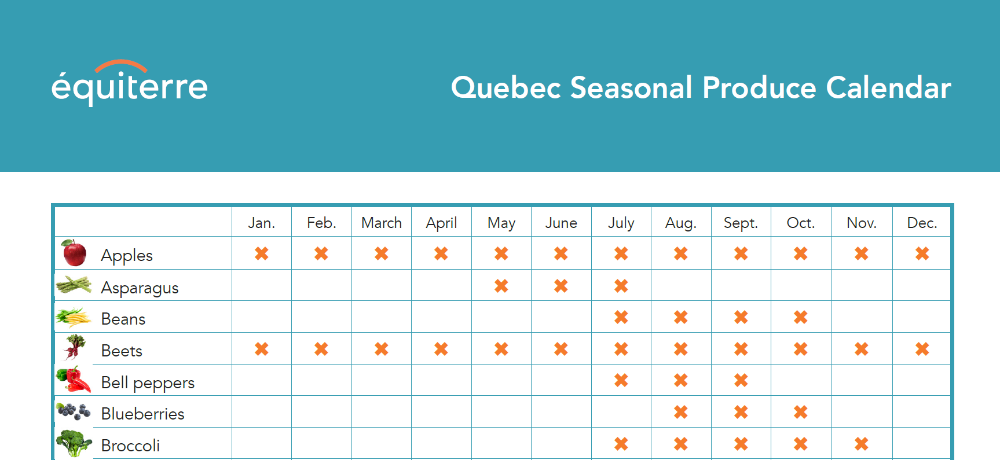 équiterre
Quebec Seasonal Produce Calendar
Jan. Feb. March April May June July Aug. Sept. Oct. Nov. Dec.
Apples ✖ ✖ ✖ ✖ ✖ ✖ ✖ ✖ ✖ ✖ ✖ ✖
Asparagus ✖ ✖ ✖
Beans ✖ ✖ ✖ ✖
Beets ✖ ✖ ✖ ✖ ✖ ✖ ✖ ✖ ✖ ✖ ✖ ✖
Bell peppers ✖ ✖ ✖
Blueberries ✖ ✖ ✖
Broccoli ✖ ✖ ✖ ✖ ✖